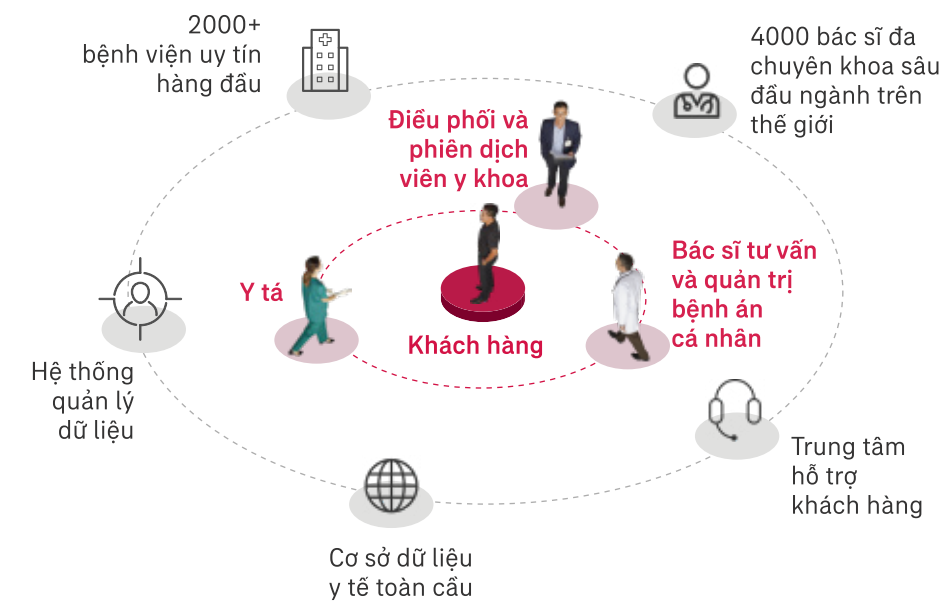 2000+
bệnh viện uy tín
hàng đầu
4000 bác sĩ đa
chuyên khoa sâu
đầu ngành trên
thế giới
Điều phối và
phiên dịch
viên y khoa
Bác sĩ tư vấn
và quản trị
bệnh án
cá nhân
Y tá
Khách hàng
Hệ thống
quản lý
dữ liệu
Trung tâm
hỗ trợ
khách hàng
Cơ sở dữ liệu
y tế toàn cầu